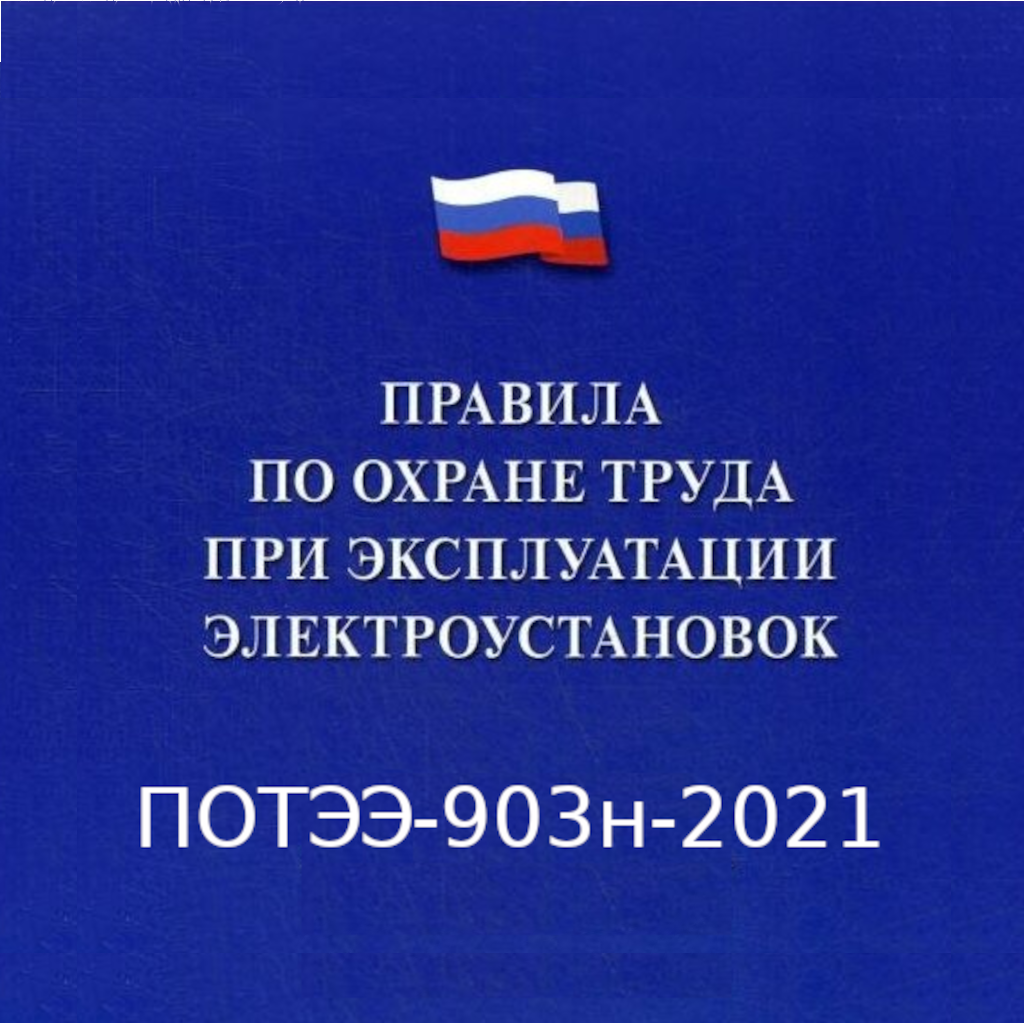 ПРАВИЛА
ПО ОХРАНЕ ТРУДА
ПРИ ЭКСПЛУАТАЦИИ
ЭЛЕКТРОУСТАНОВОК
ПОТЭЭ-903н-2021